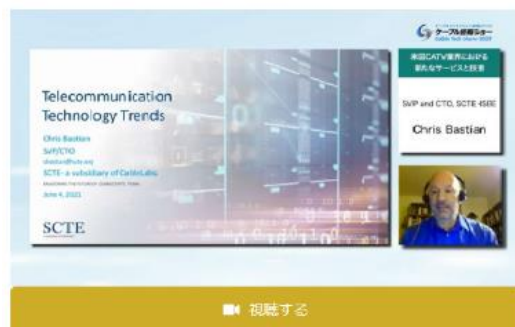 ケーブル技術ショー
米国CATV業界における
新たなサービスと技術
SVP and CTO, SCTE·ISBE
Chris Bastian
Telecommunication
Technology Trends
Chris Bastian
SVP/CTO
SCTE- a subsidiary of CableLabs
June 4, 2021
SCTE
視聴する